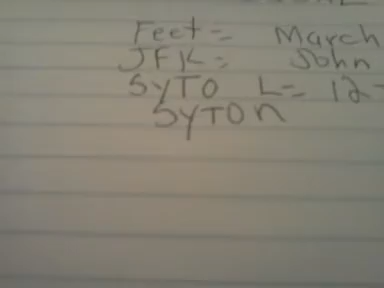 Feet = March
JFK = John
SyTO L = 12-
SYTON